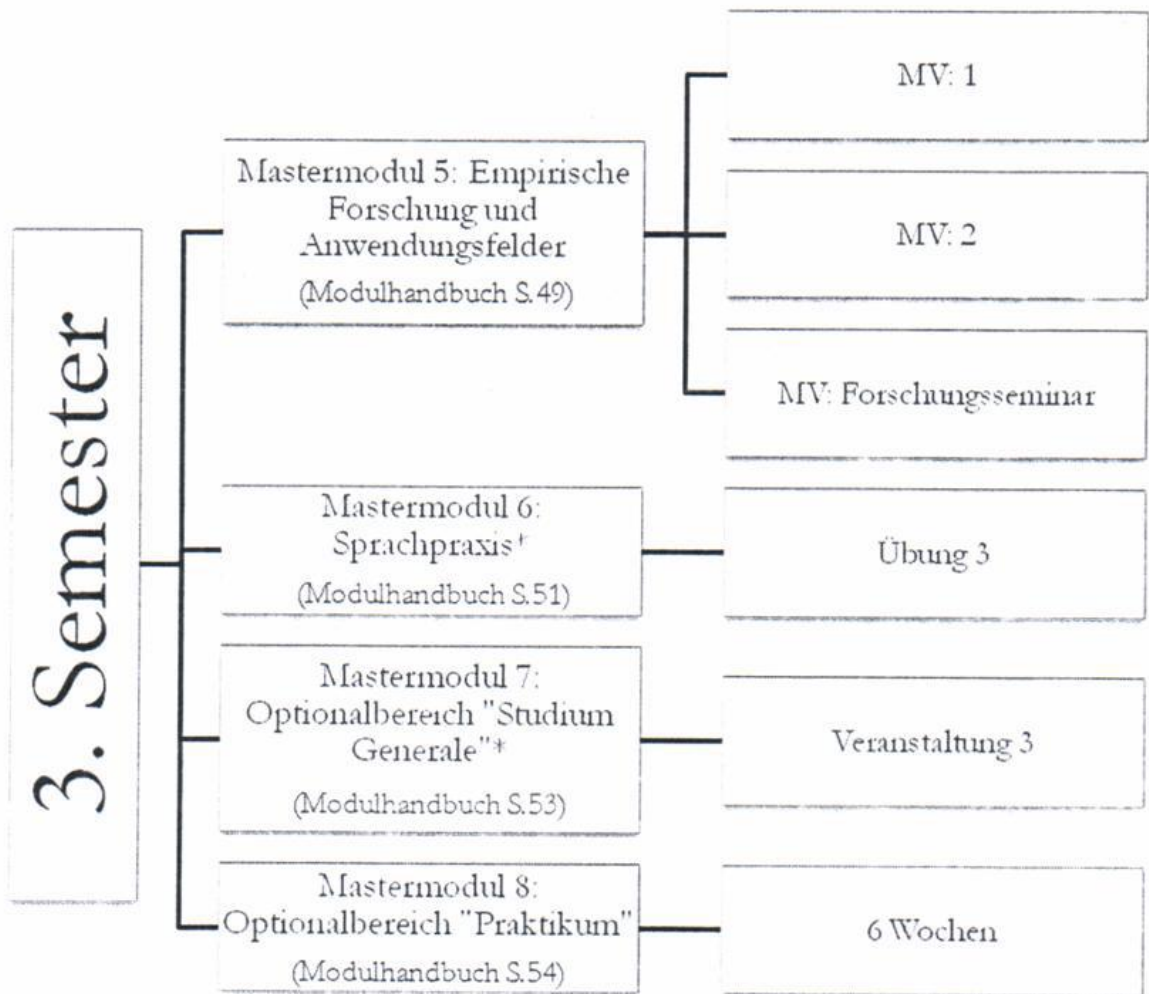 3. Semester
Mastermodul 5: Empirische
Forschung und
Anwendungsfelder
(Modulhandbuch S.49)
MV: 1
MV: 2
MV: Forschungsseminar
Mastermodul 6:
Sprachpraxis*
(Modulhandbuch S.51)
Übung 3
Mastermodul 7:
Optionalbereich "Studium
Generale"*
(Modulhandbuch S.53)
Veranstaltung 3
Mastermodul 8:
Optionalbereich "Praktikum"
(Modulhandbuch S.54)
6 Wochen